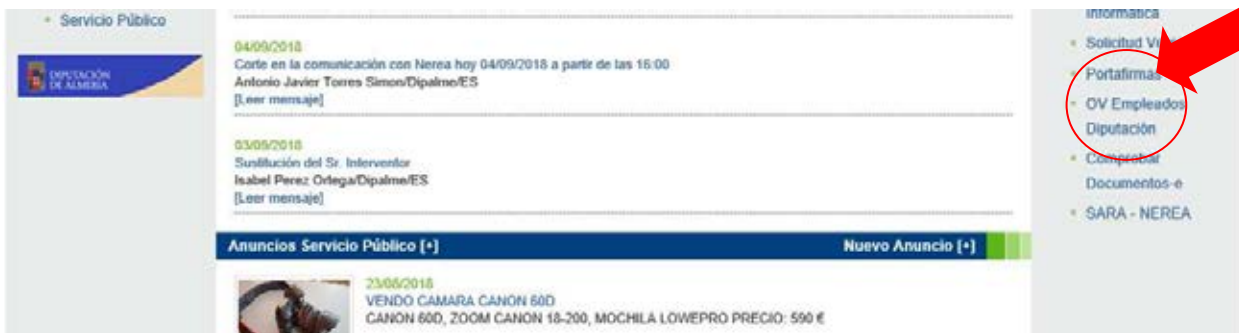 Servicio Público
DIPUTACIÓN
DE ALMERÍA
04/09/2018
Corte en la comunicación con Nerea hoy 04/09/2018 a partir de las 16:00
Antonio Javier Torres Simon/Dipalme/ES
[Leer mensaje]
03/09/2018
Sustitución del Sr. Interventor
Isabel Perez Ortega/Dipalme/ES
[Leer mensaje]
Anuncios Servicio Público [+]
Nuevo Anuncio [+]
23/08/2018
VENDO CAMARA CANON 60D
CANON 60D, ZOOM CANON 18-200, MOCHILA LOWEPRO PRECIO: 590 €
Informática
Solicitud
Portafirmas
OV Empleados
Diputación
Comprobar
Documentos-e
SARA - NEREA